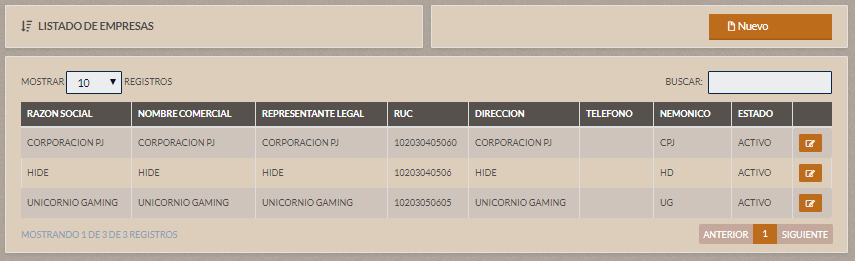 LISTADO DE EMPRESAS
Nuevo
MOSTRAR 10 REGISTROS
BUSCAR:
RAZON SOCIAL NOMBRE COMERCIAL REPRESENTANTE LEGAL RUC DIRECCION TELEFONO NEMONICO ESTADO
CORPORACION PJ CORPORACION PJ CORPORACION PJ 102030405060 CORPORACION PJ CPJ ACTIVO
HIDE HIDE HIDE 1020340506 HIDE HD ACTIVO
UNICORNIO GAMING UNICORNIO GAMING UNICORNIO GAMING 10203050605 UNICORNIO GAMING UG ACTIVO
MOSTRANDO 1 DE 3 DE 3 REGISTROS
ANTERIOR 1 SIGUIENTE